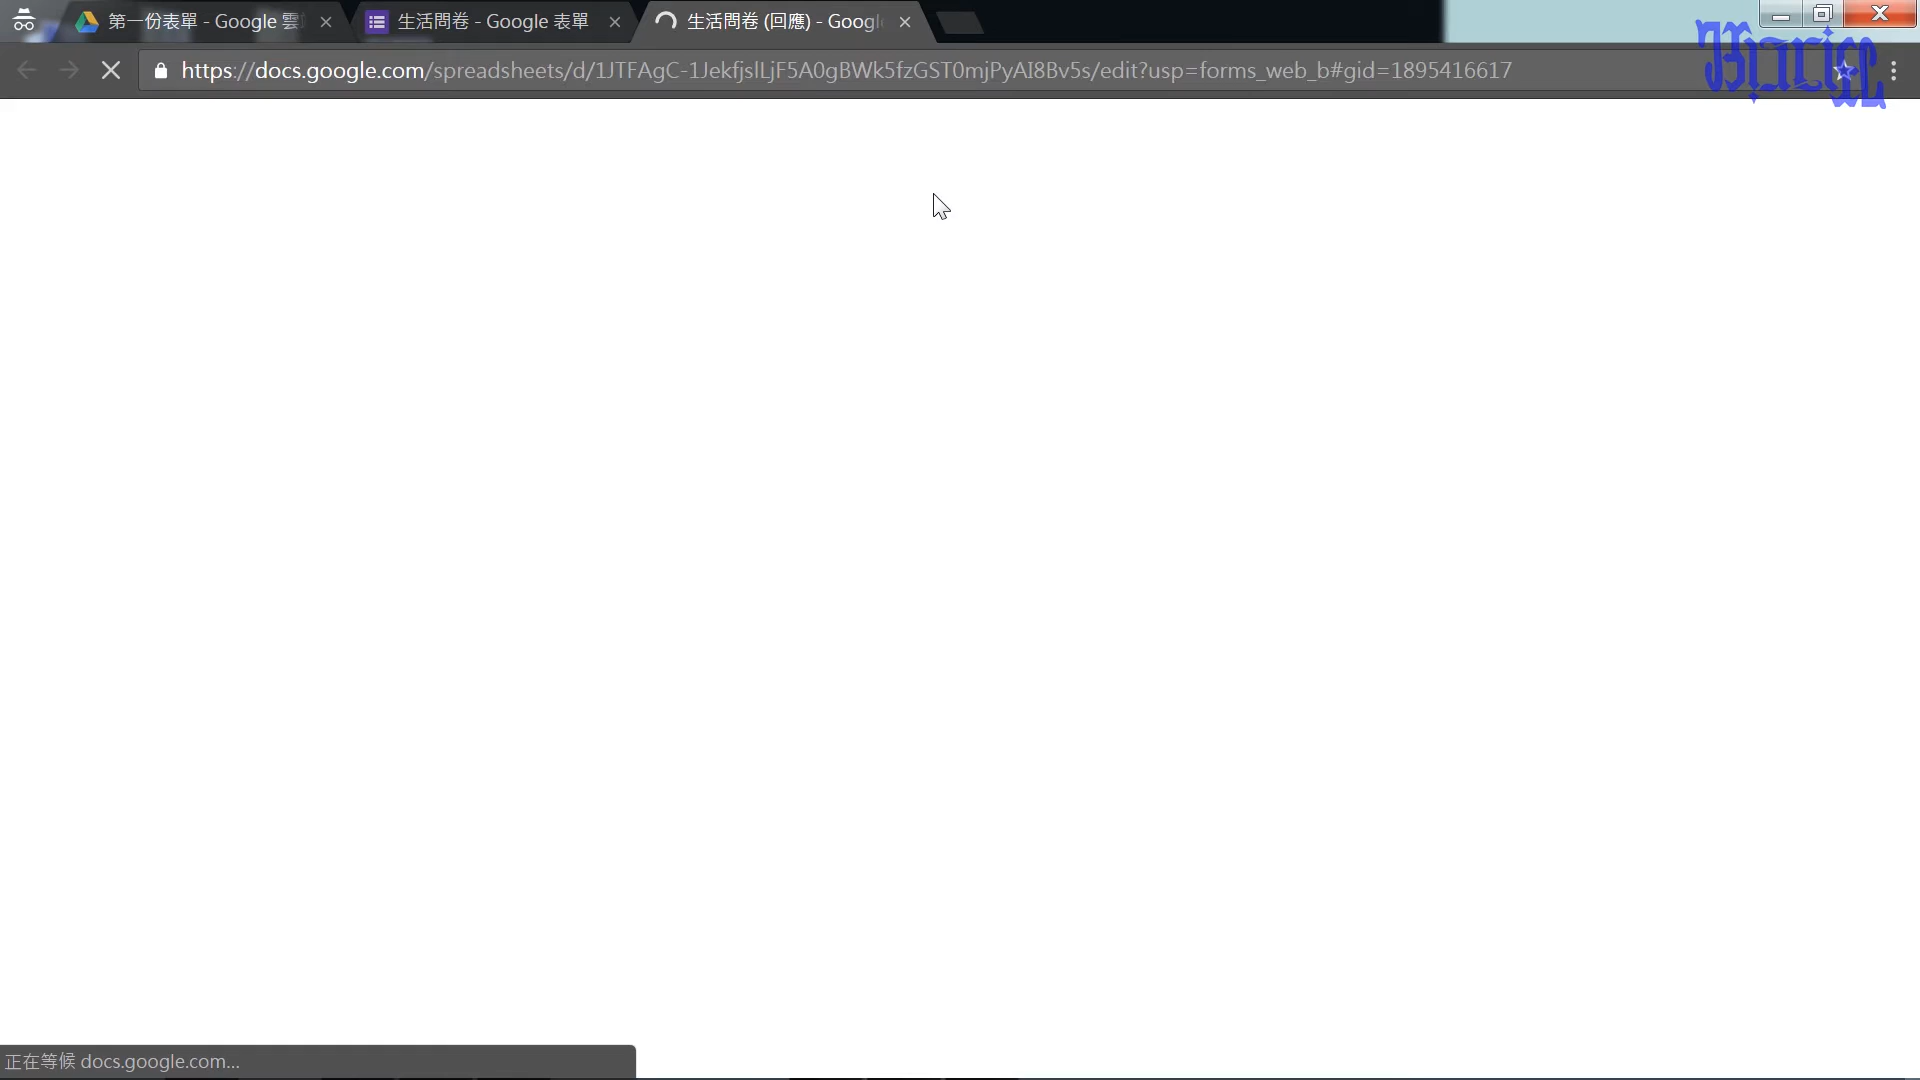 第一份表單 - Google 雲
生活問卷 - Google 表單
生活問卷 (回應) - Googl
https://docs.google.com/spreadsheets/d/1JTFAgC-1JekfjsILjF5A0gBWk5fzGST0mjPyAI8Bv5s/edit?usp=forms_web_b#gid=1895416617
正在等候 docs.google.com...